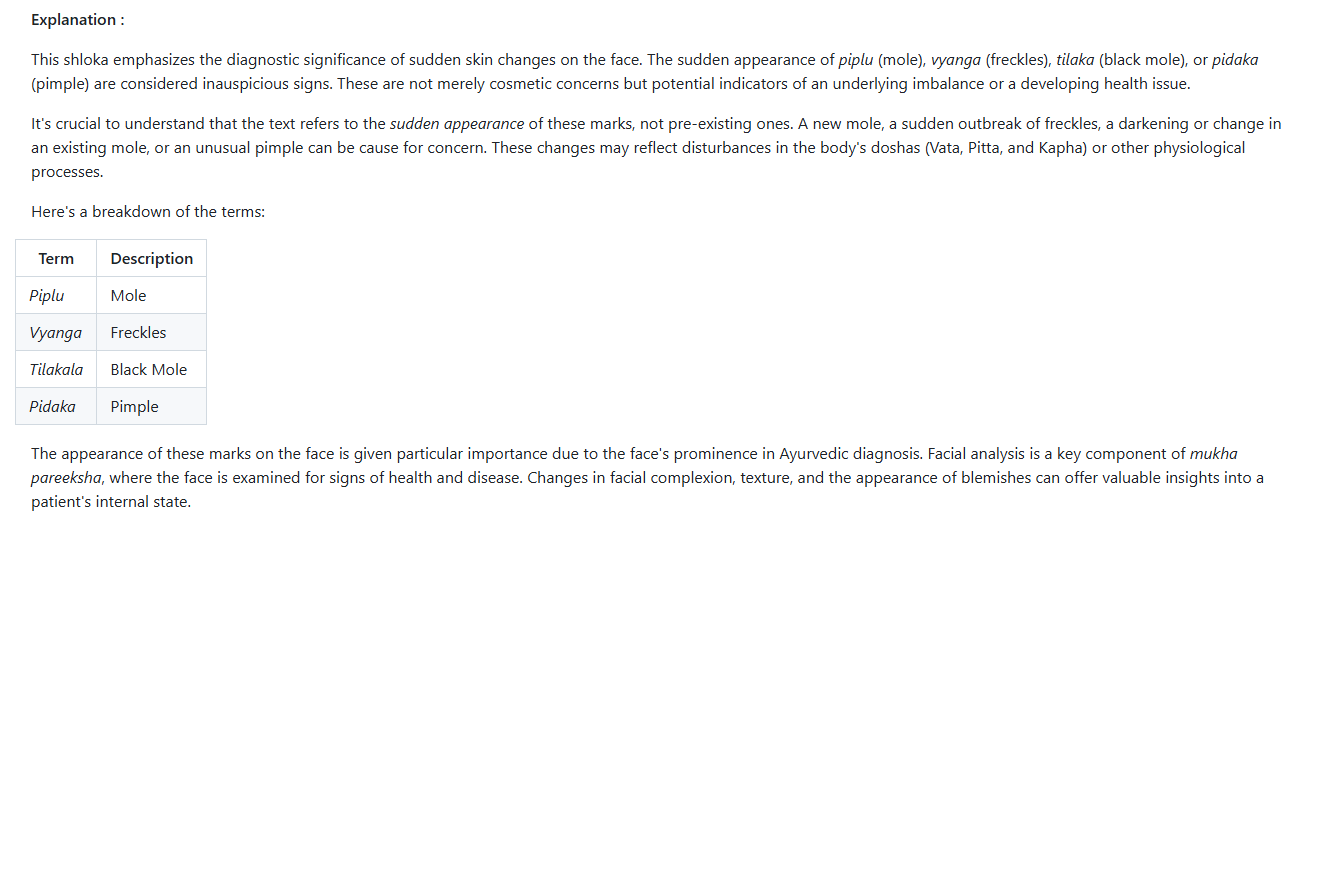 Explanation :
This shloka emphasizes the diagnostic significance of sudden skin changes on the face. The sudden appearance of piplu (mole), vyanga (freckles), tilaka (black mole), or pidaka
(pimple) are considered inauspicious signs. These are not merely cosmetic concerns but potential indicators of an underlying imbalance or a developing health issue.
It's crucial to understand that the text refers to the sudden appearance of these marks, not pre-existing ones. A new mole, a sudden outbreak of freckles, a darkening or change in
an existing mole, or an unusual pimple can be cause for concern. These changes may reflect disturbances in the body's doshas (Vata, Pitta, and Kapha) or other physiological
processes.
Here's a breakdown of the terms:
Term Description
Piplu Mole
Vyanga Freckles
Tilakala Black Mole
Pidaka Pimple
The appearance of these marks on the face is given particular importance due to the face's prominence in Ayurvedic diagnosis. Facial analysis is a key component of mukha
pareeksha, where the face is examined for signs of health and disease. Changes in facial complexion, texture, and the appearance of blemishes can offer valuable insights into a
patient's internal state.